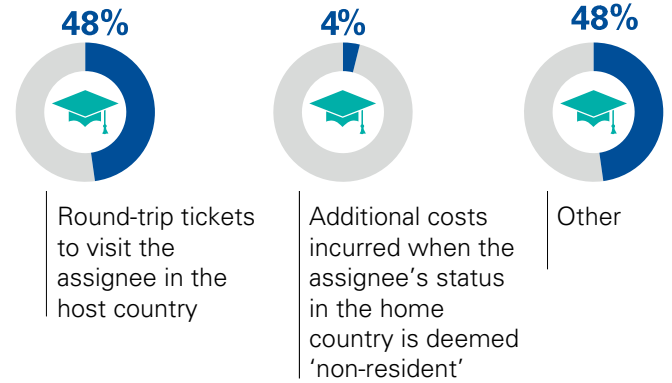 48%
Round-trip tickets
to visit the
assignee in the
host country
4%
Additional costs
incurred when the
assignee’s status
in the home
country is deemed
‘non-resident’
48%
Other